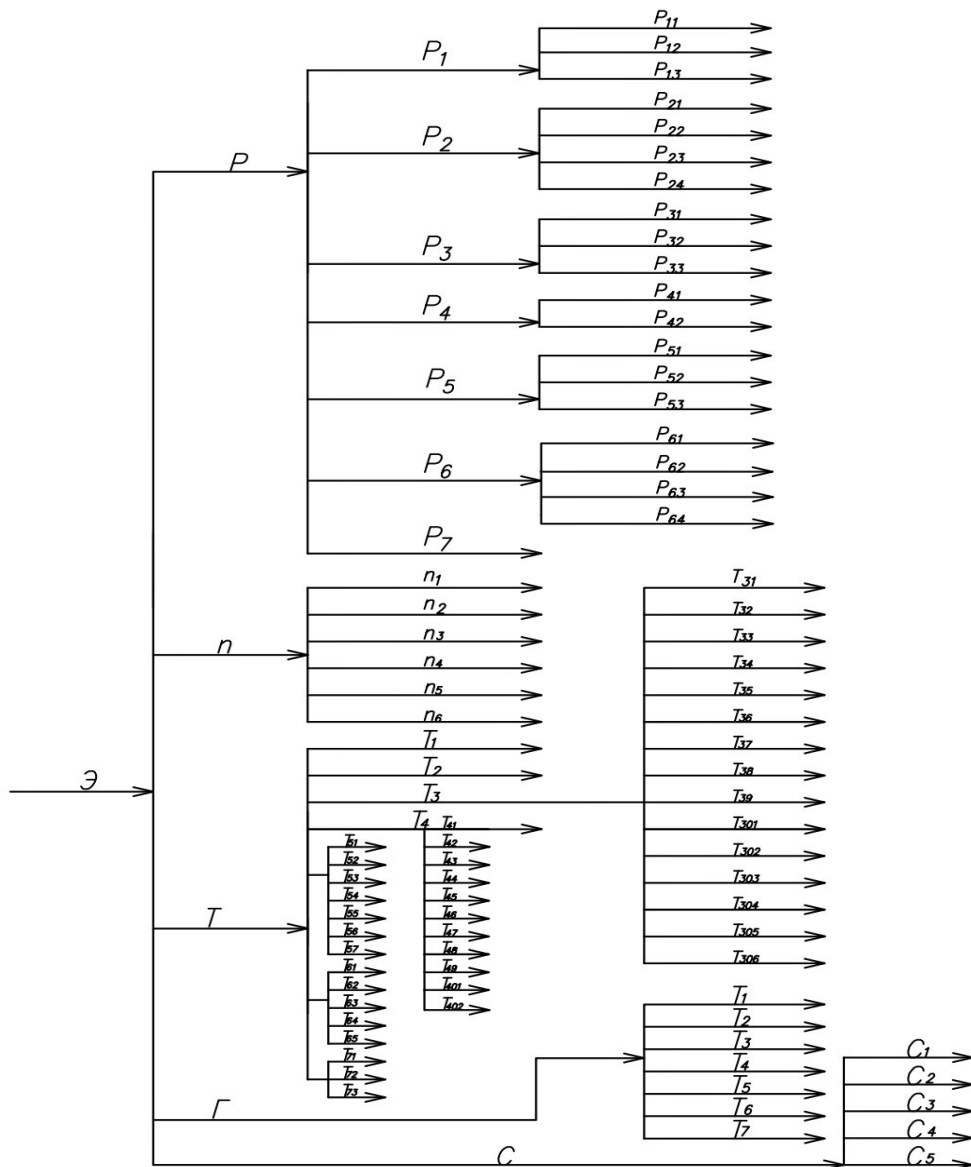 P₁₁
P₁ P₁₂
P₁₃
P₂₁
P₂ P₂₂
P P₂₃
P₂₄
P₃₁
P₃ P₃₂
P₃₃
P₄ P₄₁
P₄₂
P₅₁
P₅ P₅₂
P₅₃
P₆₁
P₆ P₆₂
P₆₃
P₆₄
P₇
n₁ T₃₁
n₂ T₃₂
n₃ T₃₃
n n₄ T₃₄
n₅ T₃₅
n₆ T₃₆
T₁ T₃₇
Э T₂ T₃₈
T₃ T₃₉
T₄ T₄₁ T₃₀₁
T₅₁ T₄₂ T₃₀₂
T₅₂ T₄₃
T₅₃ T₄₄ T₃₀₃
T₅₄ T₄₅ T₃₀₄
T T₅₅ T₄₆
T₅₆ T₄₇ T₃₀₅
T₅₇ T₄₈ T₃₀₆
T₆₁ T₄₉
T₆₂ T₄₀₁ T₁
T₆₃ T₄₀₂
T₆₄ T₂
T₆₅ T₃
T₇₁ C₁
T₇₂ T₄ C₂
T₇₃ T₅
Г T₆ C₃
T₇ C₄
C C₅